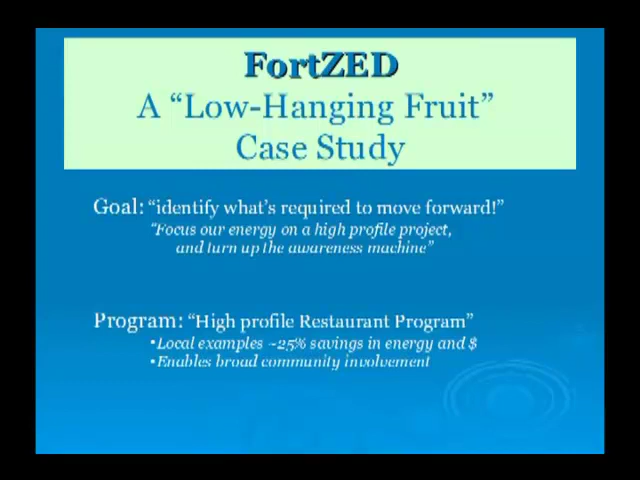 FortZED
A “Low-Hanging Fruit”
Case Study
Goal: “identify what’s required to move forward!”
“Focus our energy on a high profile project,
and turn up the awareness machine”
Program: “High profile Restaurant Program”
•Local examples ~25% savings in energy and $
•Enables broad community involvement